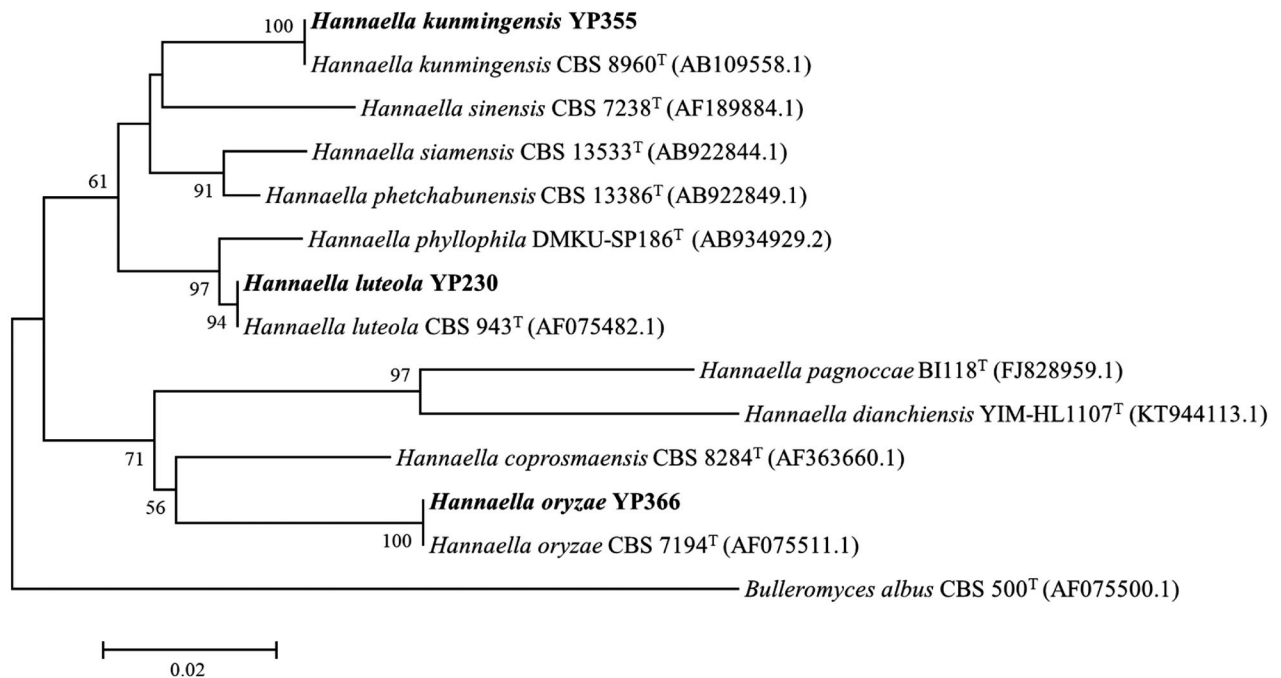 100
Hannaella kunmingensis YP355
Hannaella kunmingensis CBS 8960ᵀ (AB109558.1)
Hannaella sinensis CBS 7238ᵀ (AF189884.1)
Hannaella siamensis CBS 13533ᵀ (AB922844.1)
61
91
Hannaella phetchabunensis CBS 13386ᵀ (AB922849.1)
Hannaella phyllophila DMKU-SP186ᵀ (AB934929.2)
97
Hannaella luteola YP230
94
Hannaella luteola CBS 943ᵀ (AF075482.1)
97
Hannaella pagnoccae BI118ᵀ (FJ828959.1)
Hannaella dianchiensis YIM-HL1107ᵀ (KT944113.1)
71
Hannaella coprosmaensis CBS 8284ᵀ (AF363660.1)
56
Hannaella oryzae YP366
100
Hannaella oryzae CBS 7194ᵀ (AF075511.1)
Bulleromyces albus CBS 500ᵀ (AF075500.1)
0.02